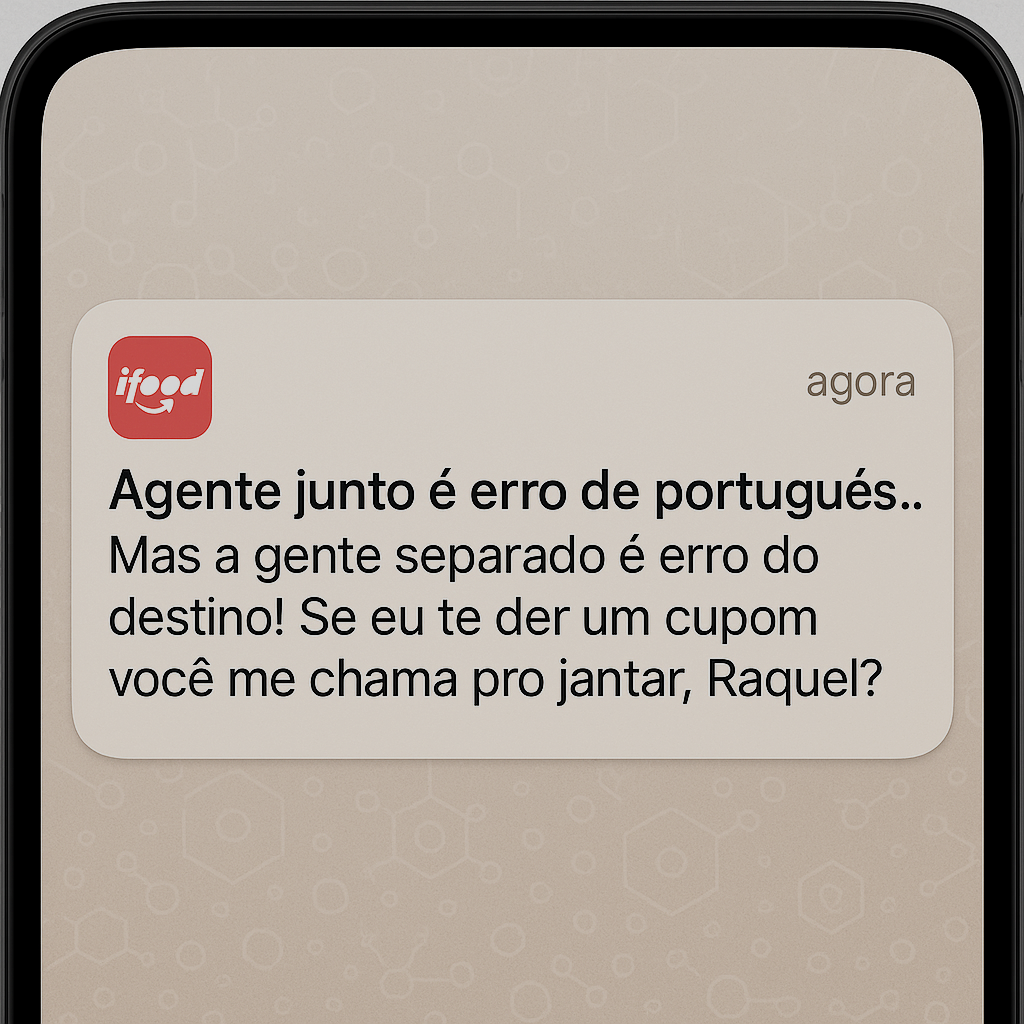 ifood
agora
Agente junto é erro de portugués..
Mas a gente separado é erro do
destino! Se eu te der um cupom
você me chama pro jantar, Raquel?